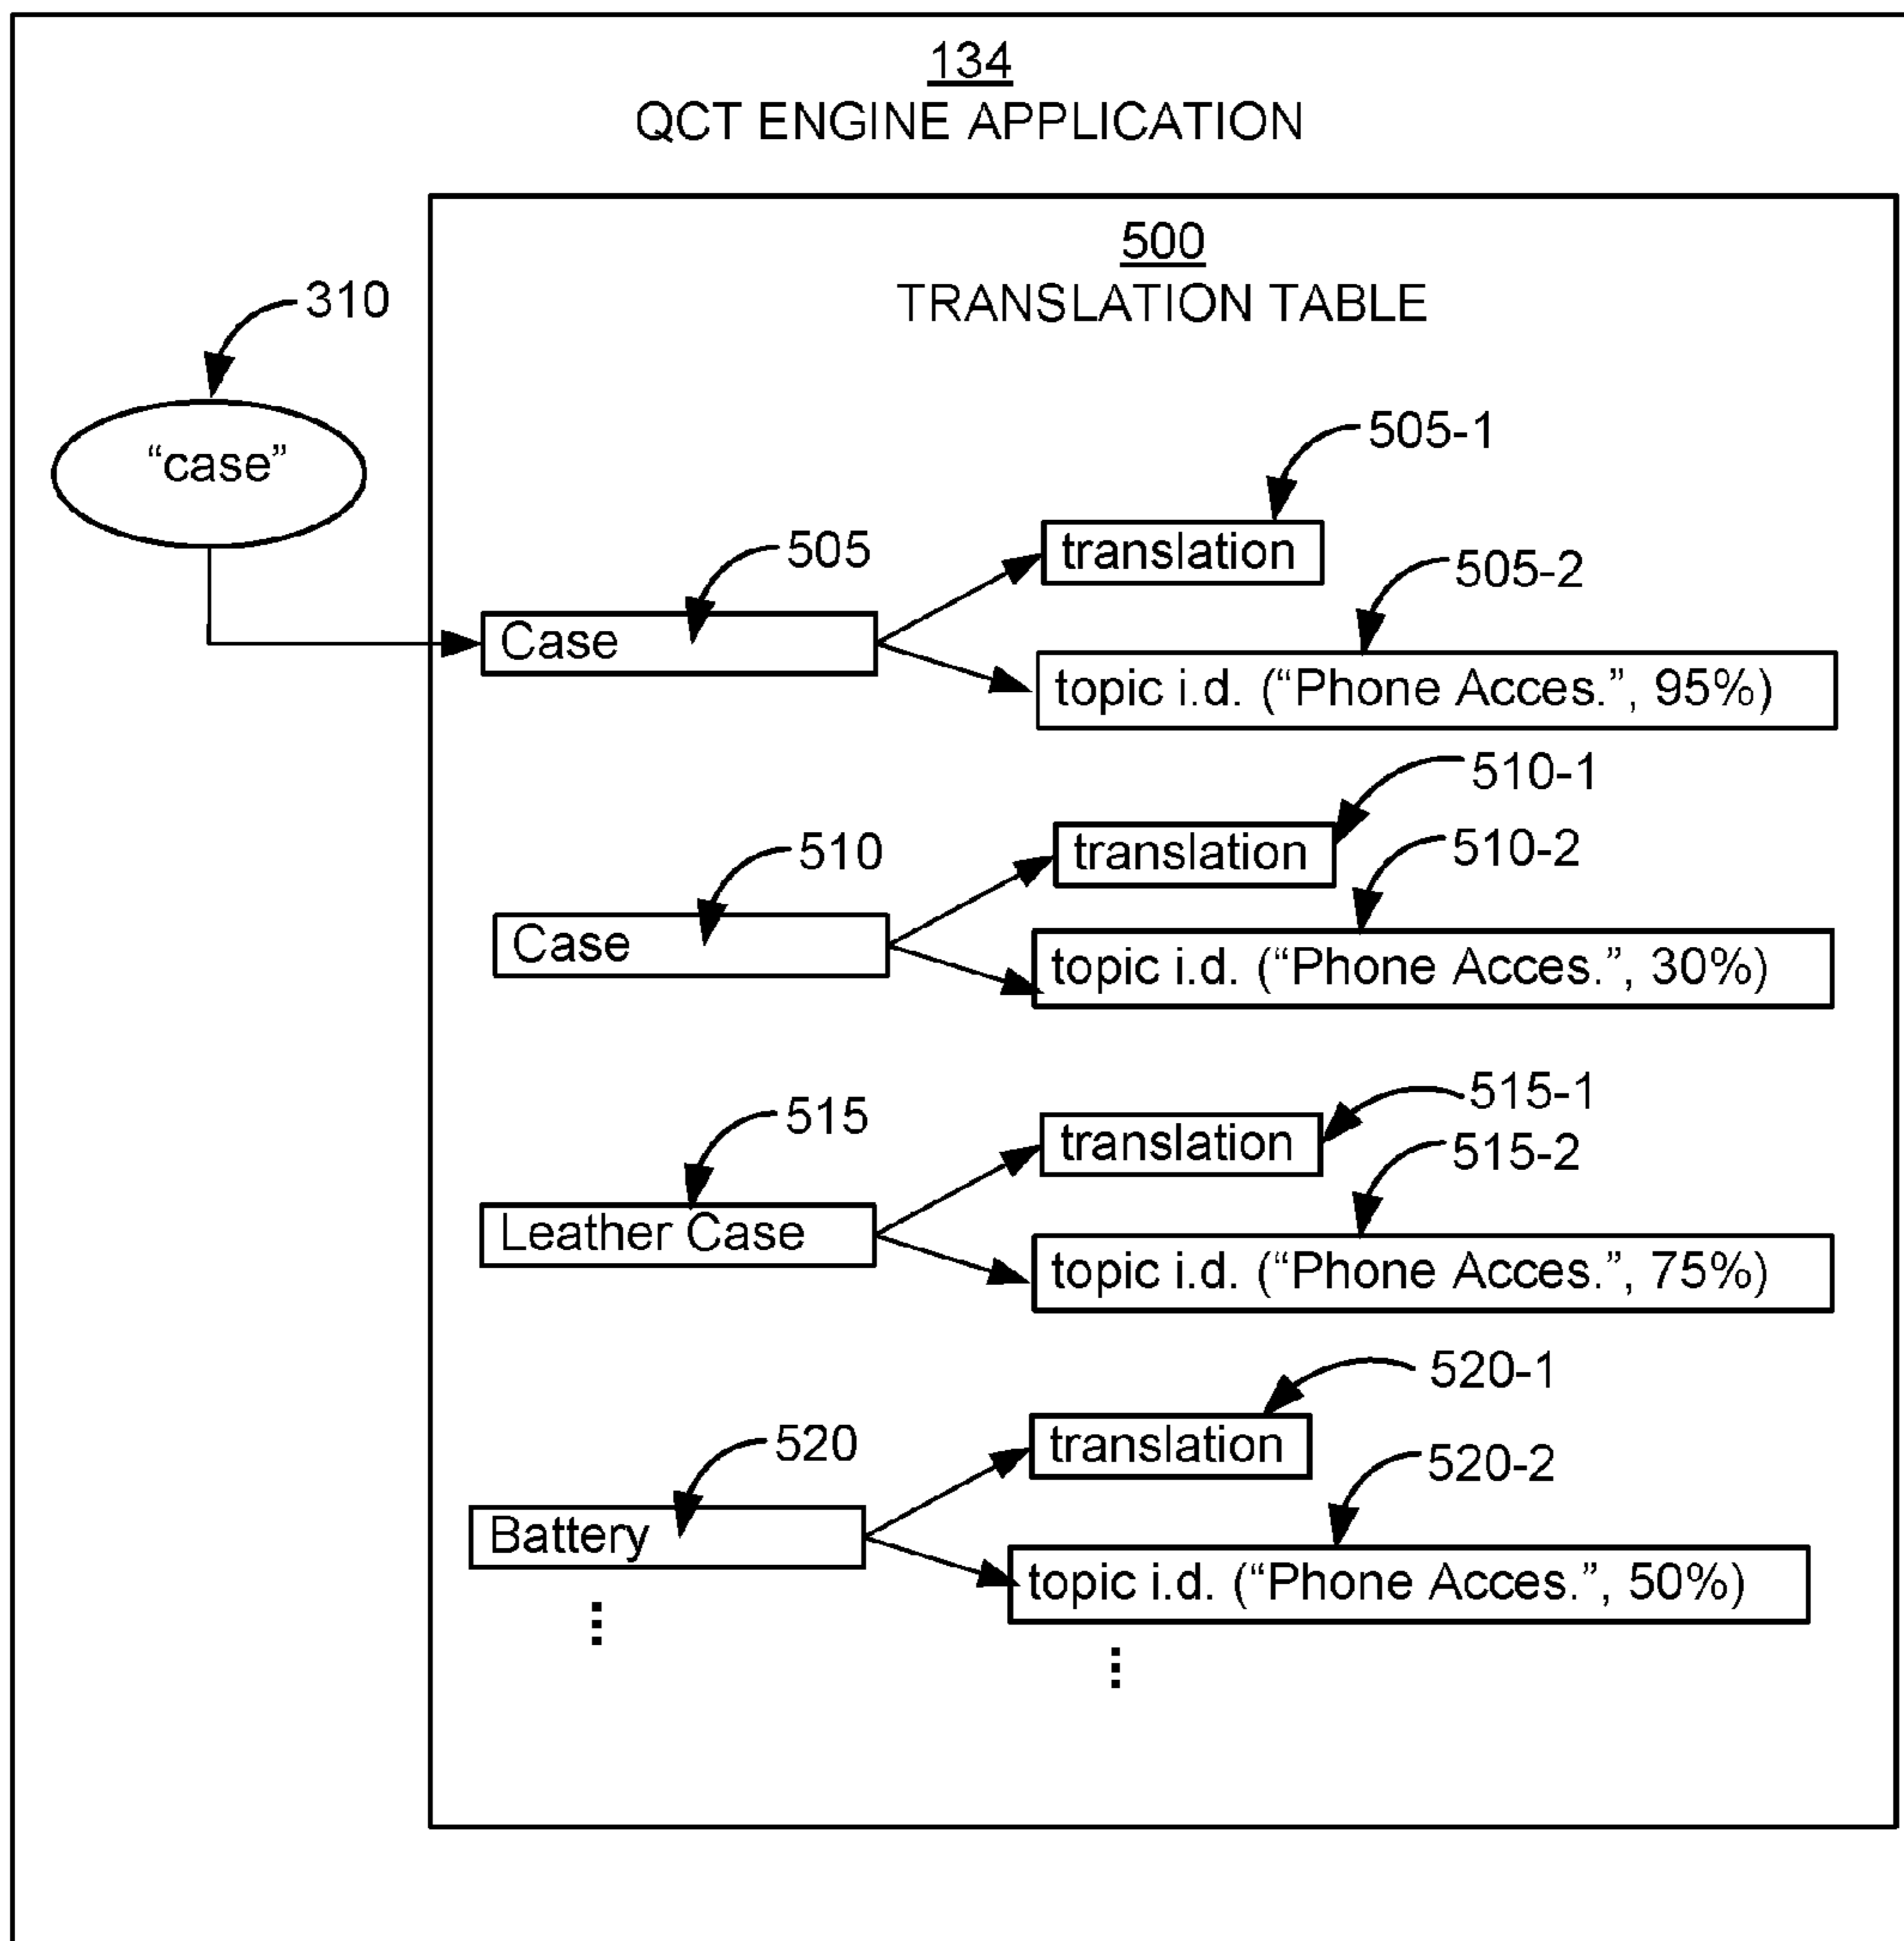 134
QCT ENGINE APPLICATION
500
TRANSLATION TABLE
310
“case”
505-1
translation
505
505-2
Case
topic i.d. (“Phone Acces.”, 95%)
510-1
translation
510
510-2
Case
topic i.d. (“Phone Acces.”, 30%)
515-1
translation
515
515-2
Leather Case
topic i.d. (“Phone Acces.”, 75%)
520-1
translation
520
520-2
Battery
topic i.d. (“Phone Acces.”, 50%)